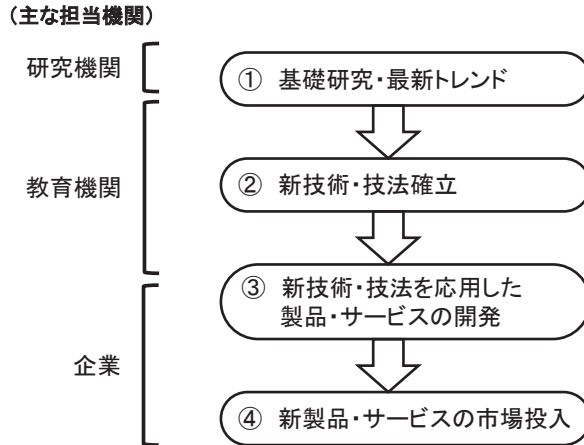 （主な担当機関）
研究機関
① 基礎研究・最新トレンド
教育機関
② 新技術・技法確立
③ 新技術・技法を応用した
製品・サービスの開発
企業
④ 新製品・サービスの市場投入